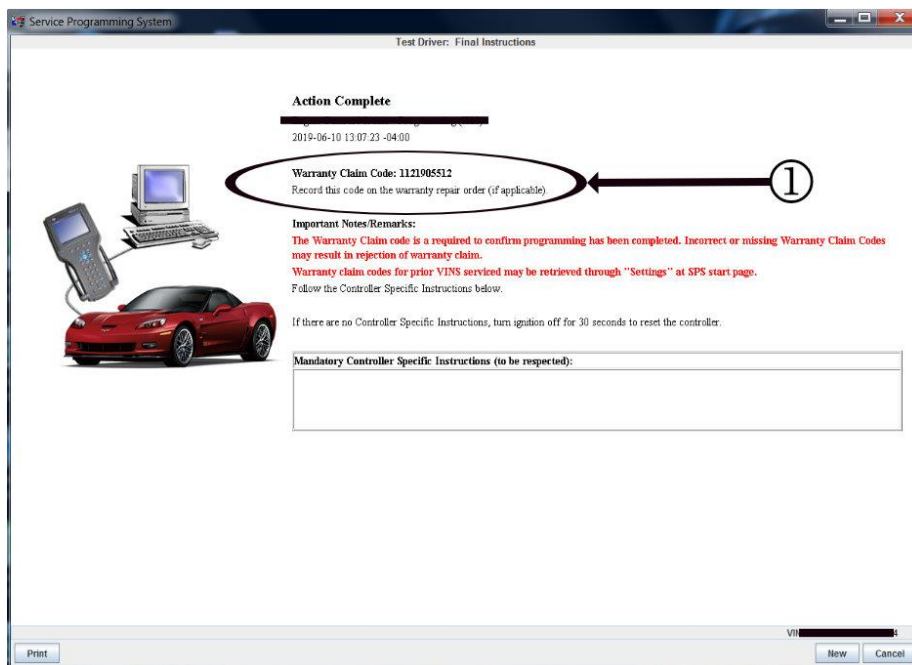 Service Programming System
Test Driver: Final Instructions
Action Complete
2019-06-10 13:07:23 -04:00
Warranty Claim Code: 1121905512
Record this code on the warranty repair order (if applicable).
①
Important Notes/Remarks:
The Warranty Claim code is a required to confirm programming has been completed. Incorrect or missing Warranty Claim Codes
may result in rejection of warranty claim.
Warranty claim codes for prior VINS serviced may be retrieved through "Settings" at SPS start page.
Follow the Controller Specific Instructions below.
If there are no Controller Specific Instructions, turn ignition off for 30 seconds to reset the controller.
Mandatory Controller Specific Instructions (to be respected):
4
Print
New
Cancel